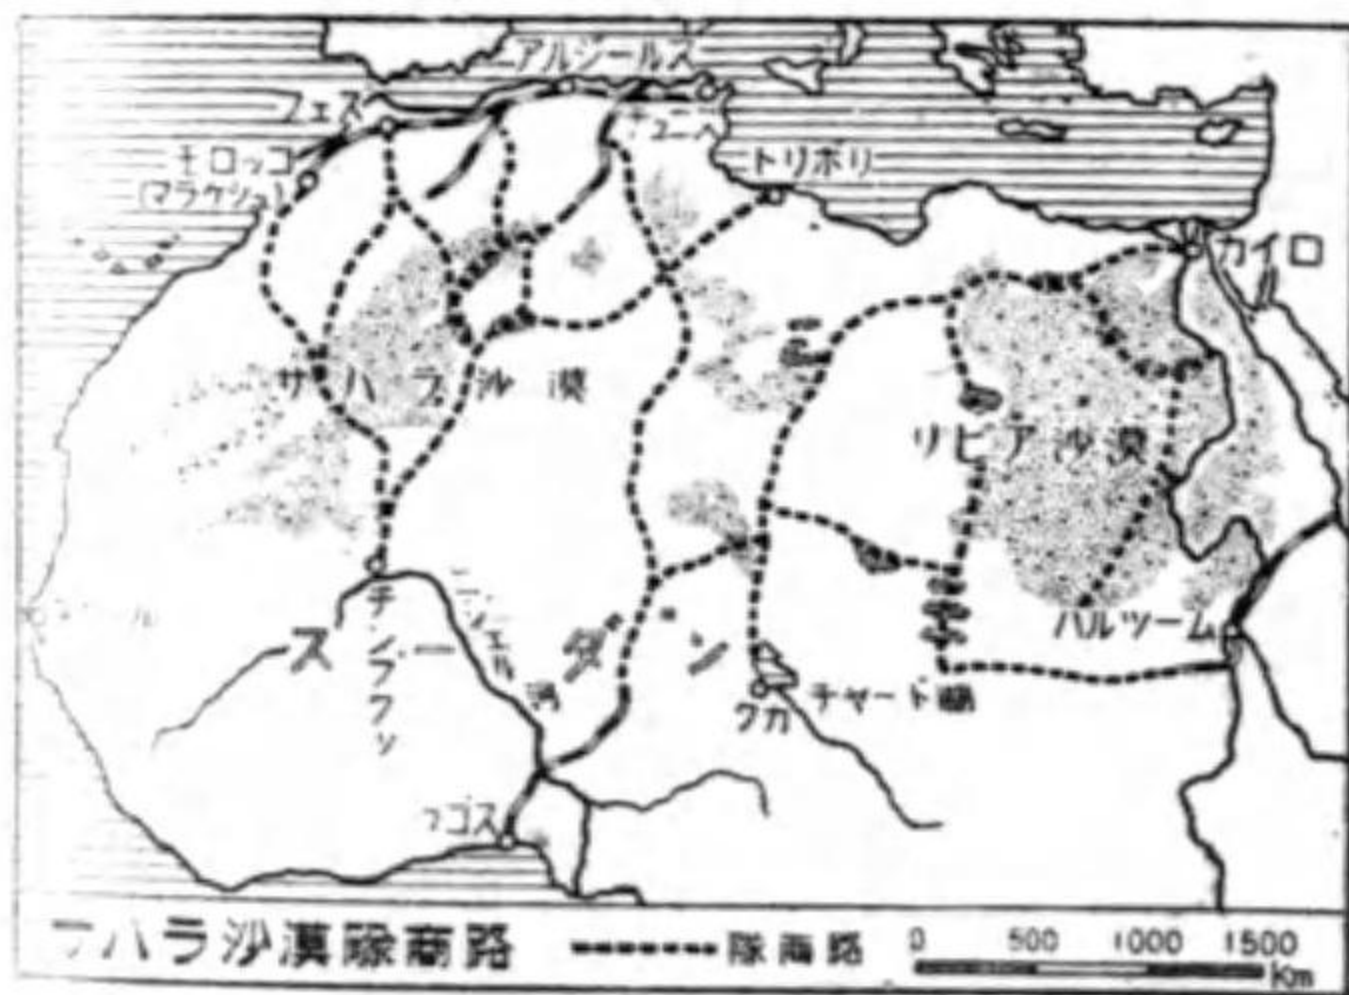 アルジールス
フェス
チュニス
モロッコ
(マラケシュ)
トリポリ
カイロ
サハラ沙漠
リビア沙漠
ニジェル河
チンブクツ
スーダン
ハルツーム
クカ
チャード湖
ラゴス
サハラ沙漠隊商路
隊商路
0 500 1000 1500
Km